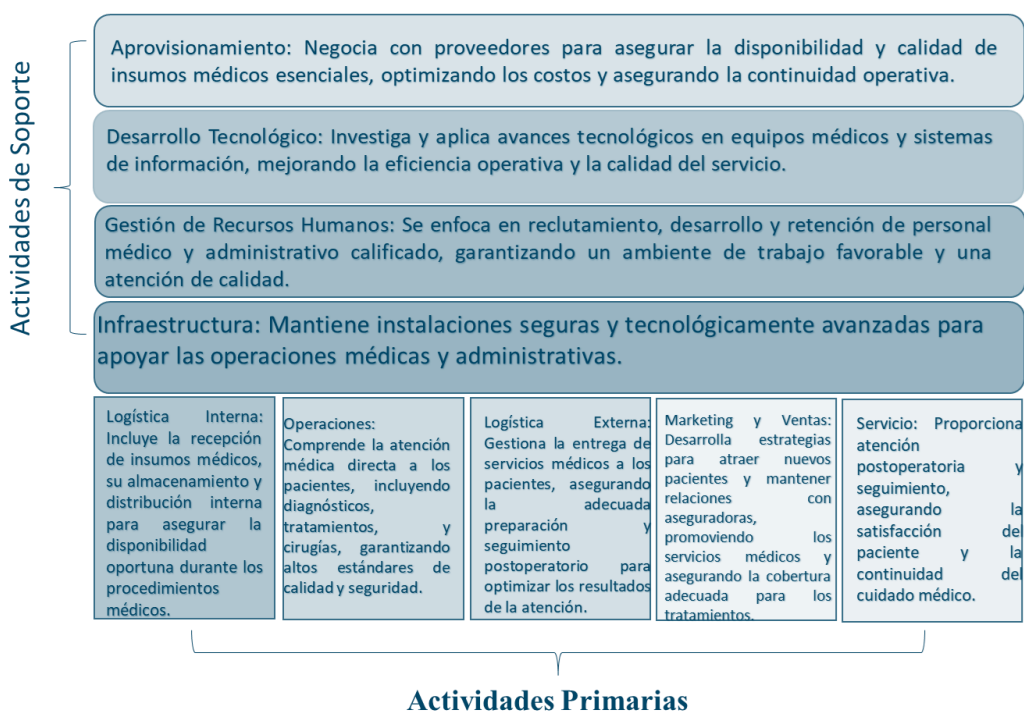 Actividades de Soporte
Aprovisionamiento: Negocia con proveedores para asegurar la disponibilidad y calidad de
insumos médicos esenciales, optimizando los costos y asegurando la continuidad operativa.
Desarrollo Tecnológico: Investiga y aplica avances tecnológicos en equipos médicos y sistemas
de información, mejorando la eficiencia operativa y la calidad del servicio.
Gestión de Recursos Humanos: Se enfoca en reclutamiento, desarrollo y retención de personal
médico y administrativo calificado, garantizando un ambiente de trabajo favorable y una
atención de calidad.
Infraestructura: Mantiene instalaciones seguras y tecnológicamente avanzadas para
apoyar las operaciones médicas y administrativas.
Logística Interna:
Incluye la recepción
de insumos médicos,
su almacenamiento y
distribución interna
para asegurar la
disponibilidad
oportuna durante los
procedimientos
médicos.
Operaciones:
Comprende la atención
médica directa a los
pacientes, incluyendo
diagnósticos,
tratamientos, y
cirugías, garantizando
altos estándares de
calidad y seguridad.
Logística Externa:
Gestiona la entrega de
servicios médicos a los
pacientes, asegurando
la adecuada
preparación y
seguimiento
postoperatorio para
optimizar los resultados
de la atención.
Marketing y Ventas:
Desarrolla estrategias
para atraer nuevos
pacientes y mantener
relaciones con
aseguradoras,
promoviendo los
servicios médicos y
asegurando la cobertura
adecuada para los
tratamientos.
Servicio: Proporciona
atención
postoperatoria y
seguimiento,
asegurando la
satisfacción del
paciente y la
continuidad del
cuidado médico.
Actividades Primarias